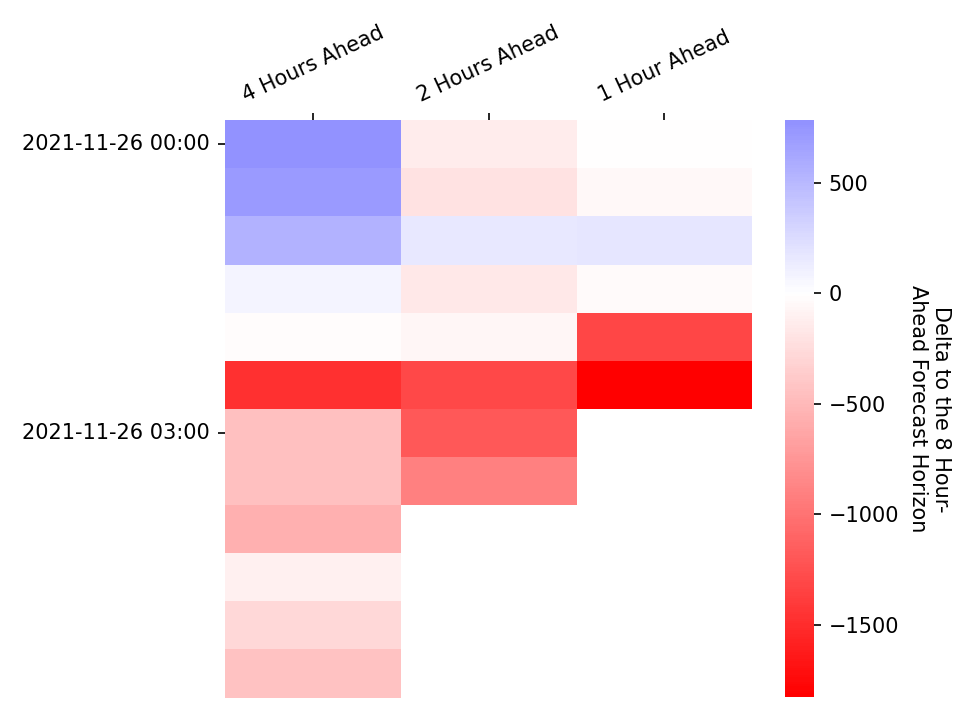 4 Hours Ahead
2 Hours Ahead
1 Hour Ahead
2021-11-26 00:00
2021-11-26 03:00
500
0
−500
−1000
−1500
Delta to the 8 Hour-
Ahead Forecast Horizon